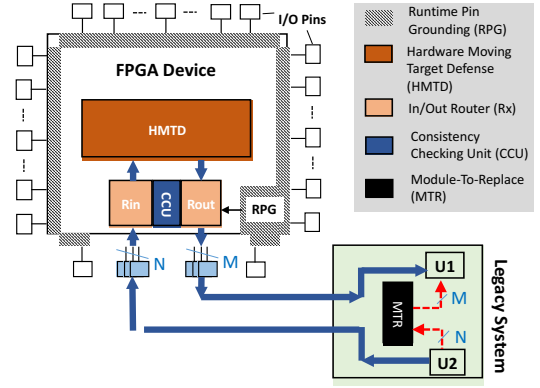 I/O Pins
FPGA Device
HMTD
Rin
CCU
Rout
RPG
N
M
U1
MTR
M
N
U2
Legacy System
Runtime Pin
Grounding (RPG)
Hardware Moving
Target Defense
(HMTD)
In/Out Router (Rx)
Consistency
Checking Unit (CCU)
Module-To-Replace
(MTR)